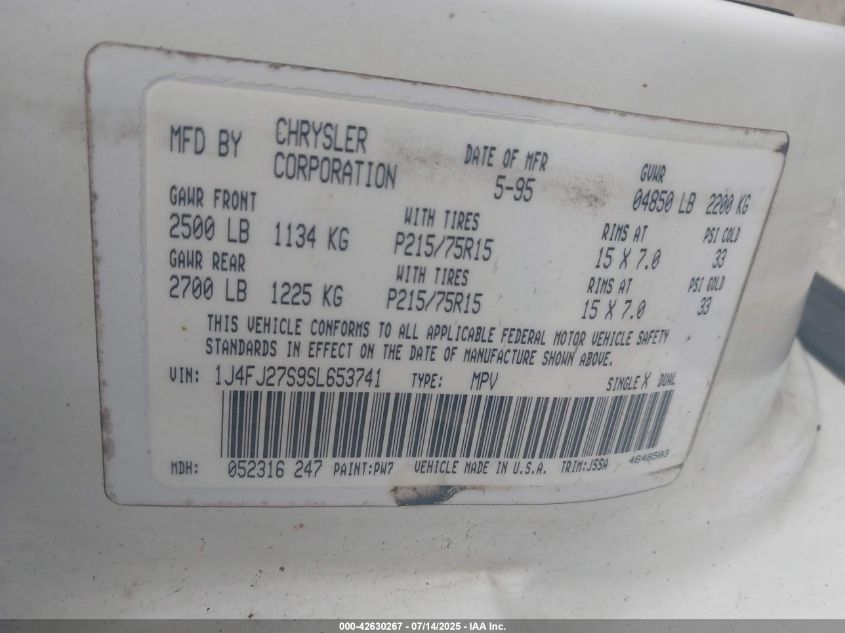 MFD BY CHRYSLER CORPORATION DATE OF MFR 5-95 GVWR 04850 LB 2200 KG
GAWR FRONT WITH TIRES RIMS AT PSI COLD
2500 LB 1134 KG P215/75R15 15 X 7.0 33
GAWR REAR WITH TIRES RIMS AT PSI COLD
2700 LB 1225 KG P215/75R15 15 X 7.0 33
THIS VEHICLE CONFORMS TO ALL APPLICABLE FEDERAL MOTOR VEHICLE SAFETY
STANDARDS IN EFFECT ON THE DATE OF MANUFACTURE SHOWN ABOVE.
VIN: 1J4FJ27S9SL653741 TYPE: MPV SINGLE X DUAL
MDH: 052316 247 PAINT:PW7 VEHICLE MADE IN U.S.A. TRIM:J5SA 4648503
000-42630267 - 07/14/2025 - IAA Inc.